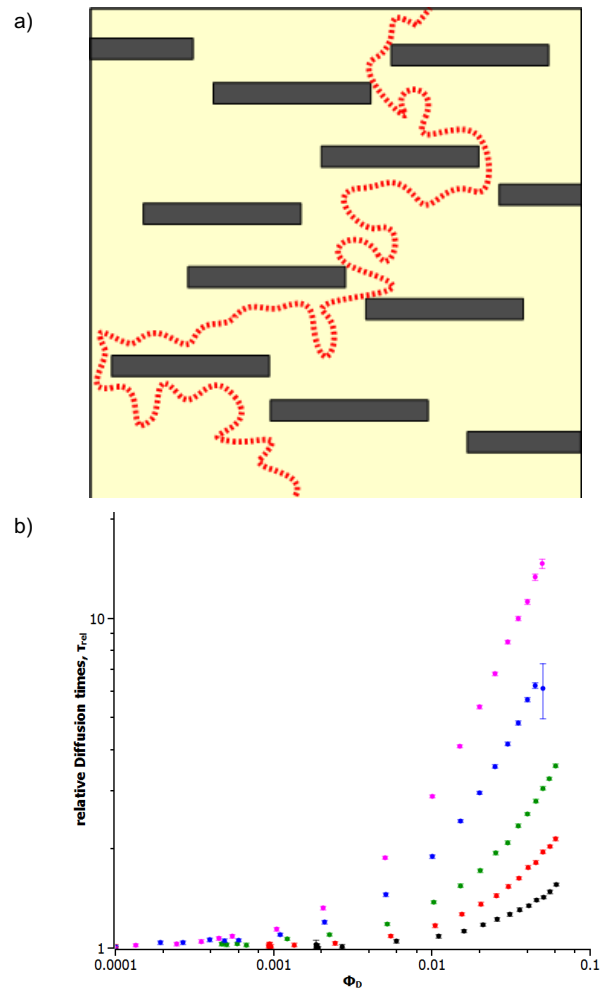 a)
b)
relative Diffusion times, τrel
10
1
0.0001
0.001
0.01
0.1
ΦD